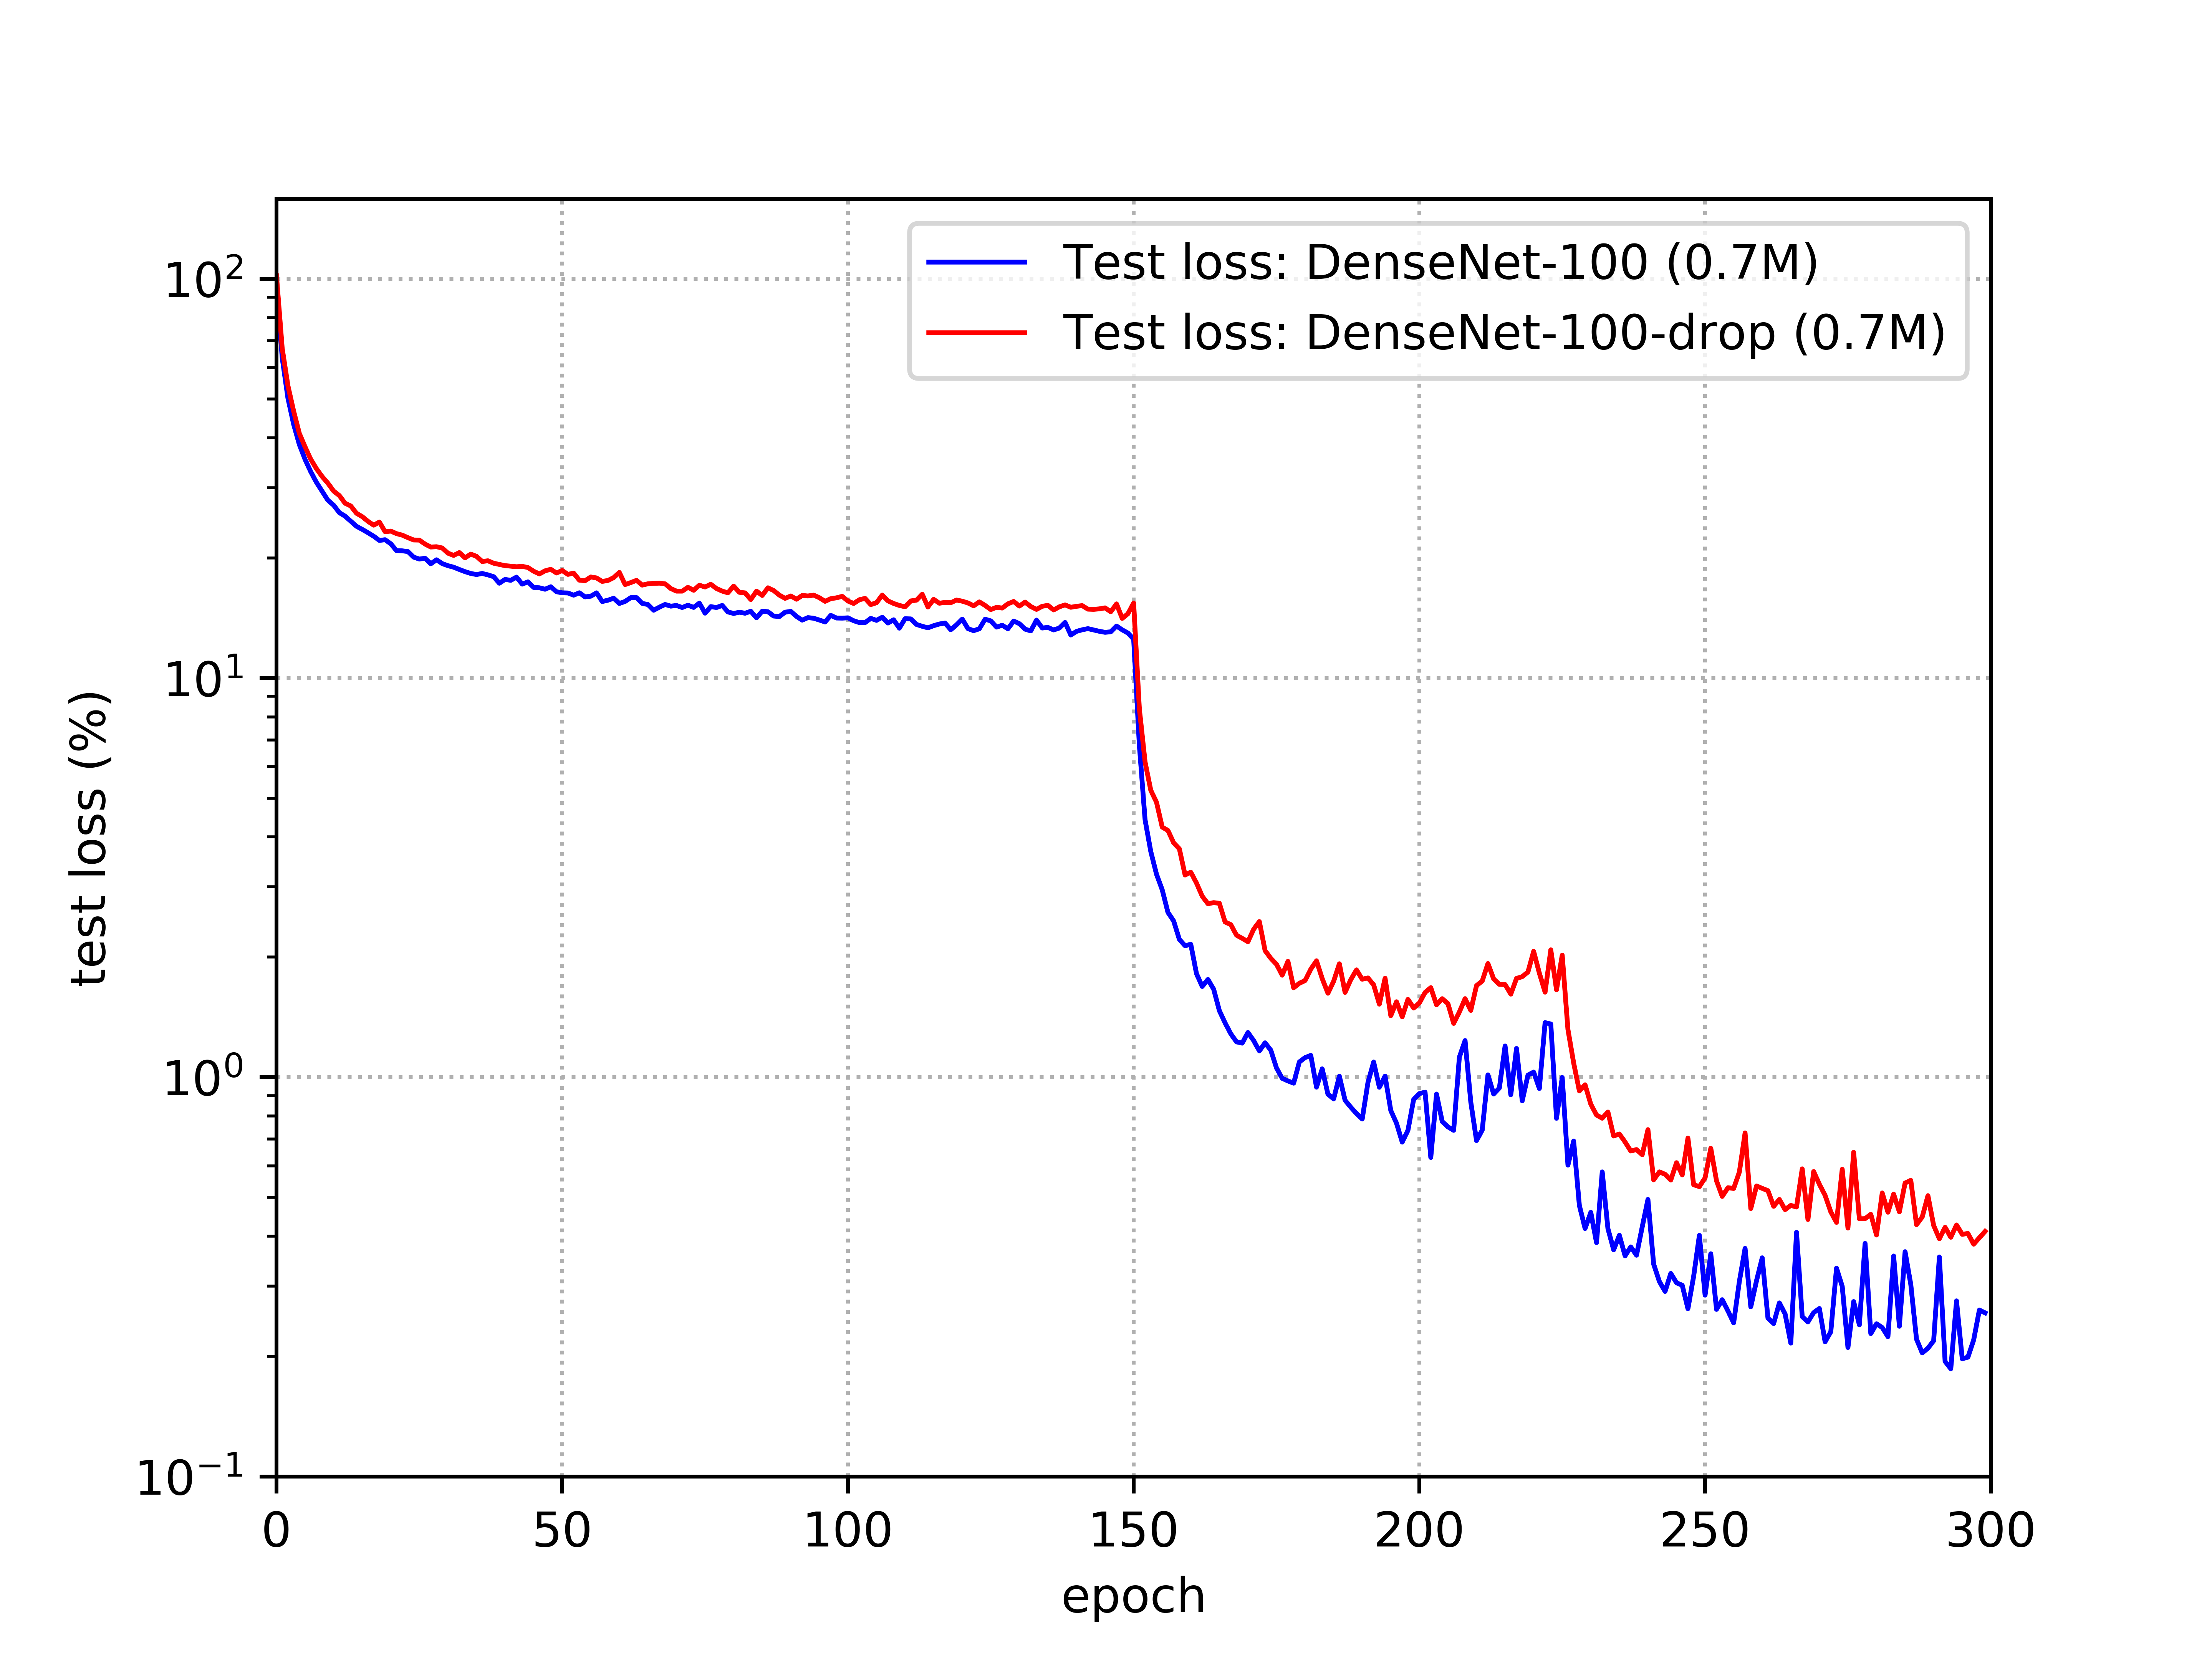 Test loss: DenseNet-100 (0.7M)
Test loss: DenseNet-100-drop (0.7M)
10²
10¹
10⁰
10⁻¹
test loss (%)
0 50 100 150 200 250 300
epoch